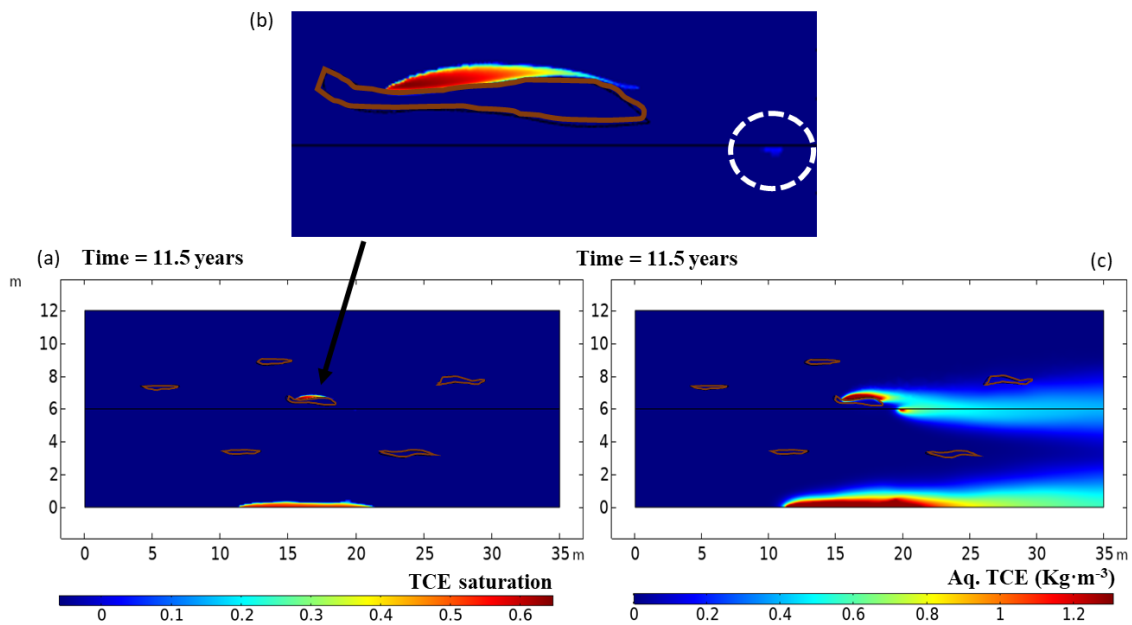 (b)
(a) Time = 11.5 years
Time = 11.5 years (c)
m
12
10
8
6
4
2
0
0 5 10 15 20 25 30 35 m
12
10
8
6
4
2
0
0 5 10 15 20 25 30 35 m
TCE saturation
0 0.1 0.2 0.3 0.4 0.5 0.6
Aq. TCE (Kg·m⁻³)
0 0.2 0.4 0.6 0.8 1 1.2